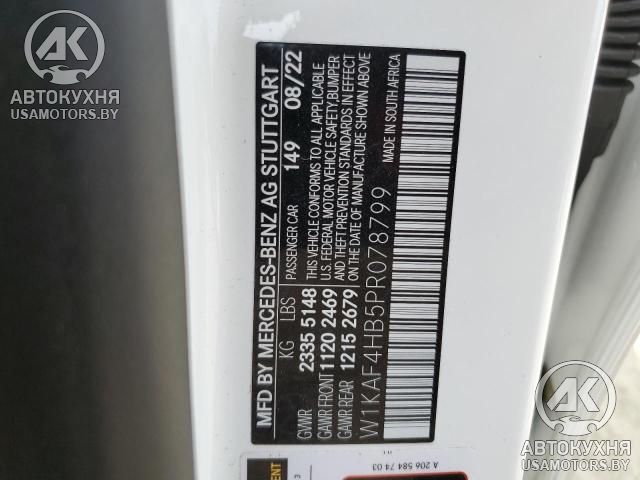 MFD BY MERCEDES-BENZ AG STUTTGART
KG LBS PASSENGER CAR 149 08/22
GVWR 2335 5148 THIS VEHICLE CONFORMS TO ALL APPLICABLE
GAWR FRONT 1120 2469 U.S. FEDERAL MOTOR VEHICLE SAFETY,BUMPER
GAWR REAR 1215 2679 AND THEFT PREVENTION STANDARDS IN EFFECT
ON THE DATE OF MANUFACTURE SHOWN ABOVE
W1KAF4HB5PR078799 MADE IN SOUTH AFRICA
A 206 584 74 03
АК
АВТОКУХНЯ
USAMOTORS.BY
АК
АВТОКУХНЯ
USAMOTORS.BY